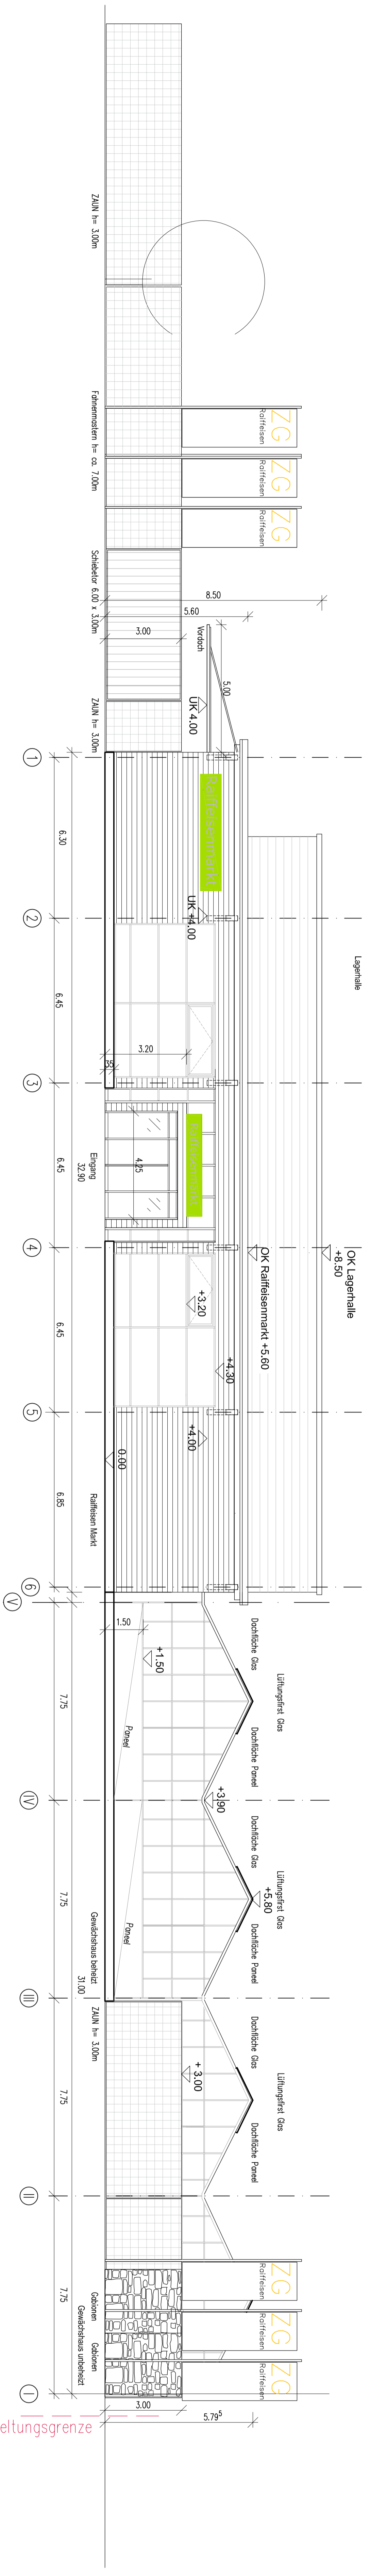 ZAUN h= 3.00m
Fahnenmastern h= ca. 7.00m
Schiebetor 6.00 x 3.00m
ZAUN h= 3.00m
ZG
Raiffeisen
ZG
Raiffeisen
ZG
Raiffeisen
8.50
5.60
3.00
5.00
Vordach
UK 4.00
Raiffeisenmarkt
UK +4.00
Lagerhalle
3.20
35
4.25
OK Lagerhalle
+8.50
OK Raiffeisenmarkt +5.60
+3.20
+4.30
+4.00
0.00
Eingang
32.90
Raiffeisen Markt
1
2
3
4
5
6
6.30
6.45
6.45
6.45
6.85
1.50
+1.50
Paneel
Paneel
+3.90
+5.80
+ 3.00
Dachfläche Glas
Lüftungsfirst Glas
Dachfläche Paneel
Dachfläche Glas
Lüftungsfirst Glas
Dachfläche Paneel
Dachfläche Glas
Lüftungsfirst Glas
Dachfläche Paneel
Gewächshaus beheizt
31.00
ZAUN h= 3.00m
Gabionen
Gabionen
Gewächshaus unbeheizt
ZG
Raiffeisen
ZG
Raiffeisen
ZG
Raiffeisen
V
IV
III
II
I
7.75
7.75
7.75
7.75
3.00
5.79⁵
eltungsgrenze